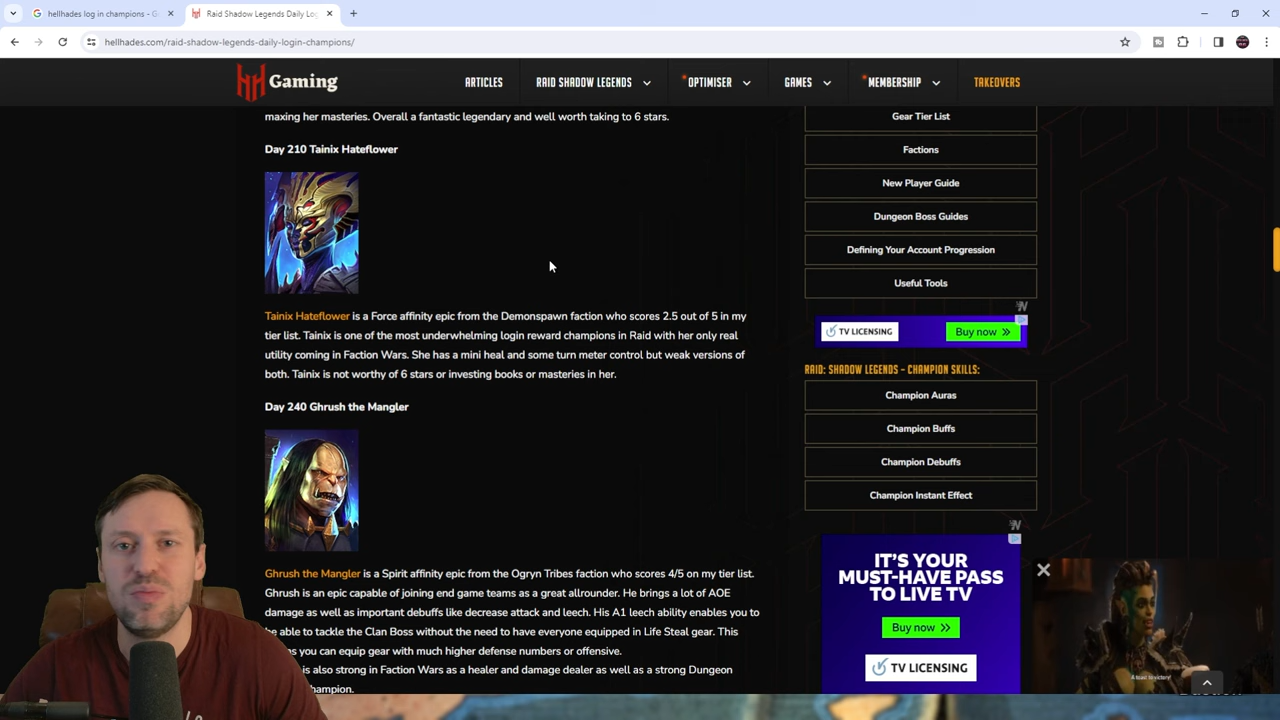 hellhades log in champions - G
Raid Shadow Legends Daily Log
hellhades.com/raid-shadow-legends-daily-login-champions/
Gaming
ARTICLES
RAID SHADOW LEGENDS
OPTIMISER
GAMES
MEMBERSHIP
TAKEOVERS
maxing her masteries. Overall a fantastic legendary and well worth taking to 6 stars.
Day 210 Tainix Hateflower
Tainix Hateflower is a Force affinity epic from the Demonspawn faction who scores 2.5 out of 5 in my
tier list. Tainix is one of the most underwhelming login reward champions in Raid with her only real
utility coming in Faction Wars. She has a mini heal and some turn meter control but weak versions of
both. Tainix is not worthy of 6 stars or investing books or masteries in her.
Day 240 Ghrush the Mangler
Ghrush the Mangler is a Spirit affinity epic from the Ogryn Tribes faction who scores 4/5 on my tier list.
Ghrush is an epic capable of joining end game teams as a great allrounder. He brings a lot of AOE
damage as well as important debuffs like decrease attack and leech. His A1 leech ability enables you to
be able to tackle the Clan Boss without the need to have everyone equipped in Life Steal gear. This
you can equip gear with much higher defense numbers or offensive.
is also strong in Faction Wars as a healer and damage dealer as well as a strong Dungeon
champion.
Gear Tier List
Factions
New Player Guide
Dungeon Boss Guides
Defining Your Account Progression
Useful Tools
TV LICENSING
Buy now »
RAID: SHADOW LEGENDS – CHAMPION SKILLS:
Champion Auras
Champion Buffs
Champion Debuffs
Champion Instant Effect
IT'S YOUR
MUST-HAVE PASS
TO LIVE TV
Buy now »
TV LICENSING
A toast, to victory!